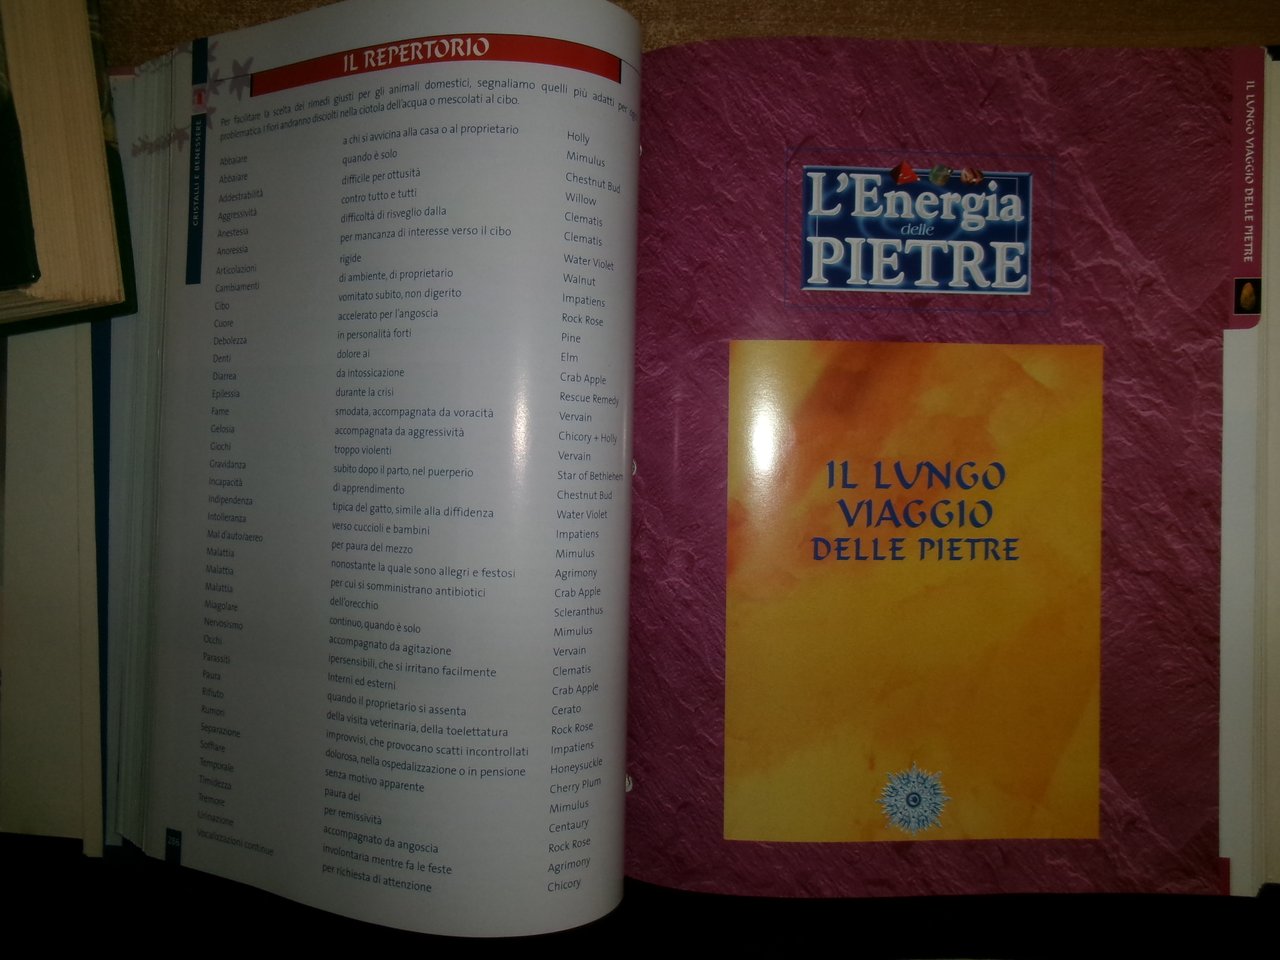 IL REPERTORIO
Per facilitare la scelta dei rimedi giusti per gli animali domestici, segnaliamo quelli più adatti per
problematica. I fiori andranno disciolti nella ciotola dell'acqua o mescolati al cibo.
Abbaiare a chi si avvicina alla casa o al proprietario Holly
Abbaiare quando è solo Mimulus
Addestrabilità difficile per ottusità Chestnut Bud
Aggressività contro tutto e tutti Willow
Anestesia difficoltà di risveglio dalla Clematis
Anoressia per mancanza di interesse verso il cibo Clematis
Articolazioni rigide Water Violet
Cambiamenti di ambiente, di proprietario Walnut
Cibo vomitato subito, non digerito Impatiens
Cuore accelerato per l'angoscia Rock Rose
Debolezza in personalità forti Pine
Denti dolore ai Elm
Diarrea da intossicazione Crab Apple
Epilessia durante la crisi Rescue Remedy
Fame smodata, accompagnata da voracità Vervain
Gelosia accompagnata da aggressività Chicory + Holly
Giochi troppo violenti Vervain
Gravidanza subito dopo il parto, nel puerperio Star of Bethlehem
Incapacità di apprendimento Chestnut Bud
Indipendenza tipica del gatto, simile alla diffidenza Water Violet
Intolleranza verso cuccioli e bambini Impatiens
Mal d'auto/aereo per paura del mezzo Mimulus
Malattia nonostante la quale sono allegri e festosi Agrimony
Malattia per cui si somministrano antibiotici Crab Apple
Malattia dell'orecchio Scleranthus
Miagolare continuo, quando è solo Mimulus
Nervosismo accompagnato da agitazione Vervain
Occhi ipersensibili, che si irritano facilmente Clematis
Parassiti Interni ed esterni Crab Apple
Paura quando il proprietario si assenta Cerato
Rifiuto della visita veterinaria, della toelettatura Rock Rose
Rumori improvvisi, che provocano scatti incontrollati Impatiens
Separazione dolorosa, nella ospedalizzazione o in pensione Honeysuckle
Soffiare senza motivo apparente Cherry Plum
Temporale paura del Mimulus
Timidezza per remissività Centaury
Tremore accompagnato da angoscia Rock Rose
Urinazione involontaria mentre fa le feste Agrimony
Vocalizzazioni continue per richiesta di attenzione Chicory
CRISTALLI E BENESSERE
L'Energia
delle
PIETRE
IL LUNGO
VIAGGIO
DELLE PIETRE
IL LUNGO VIAGGIO DELLE PIETRE